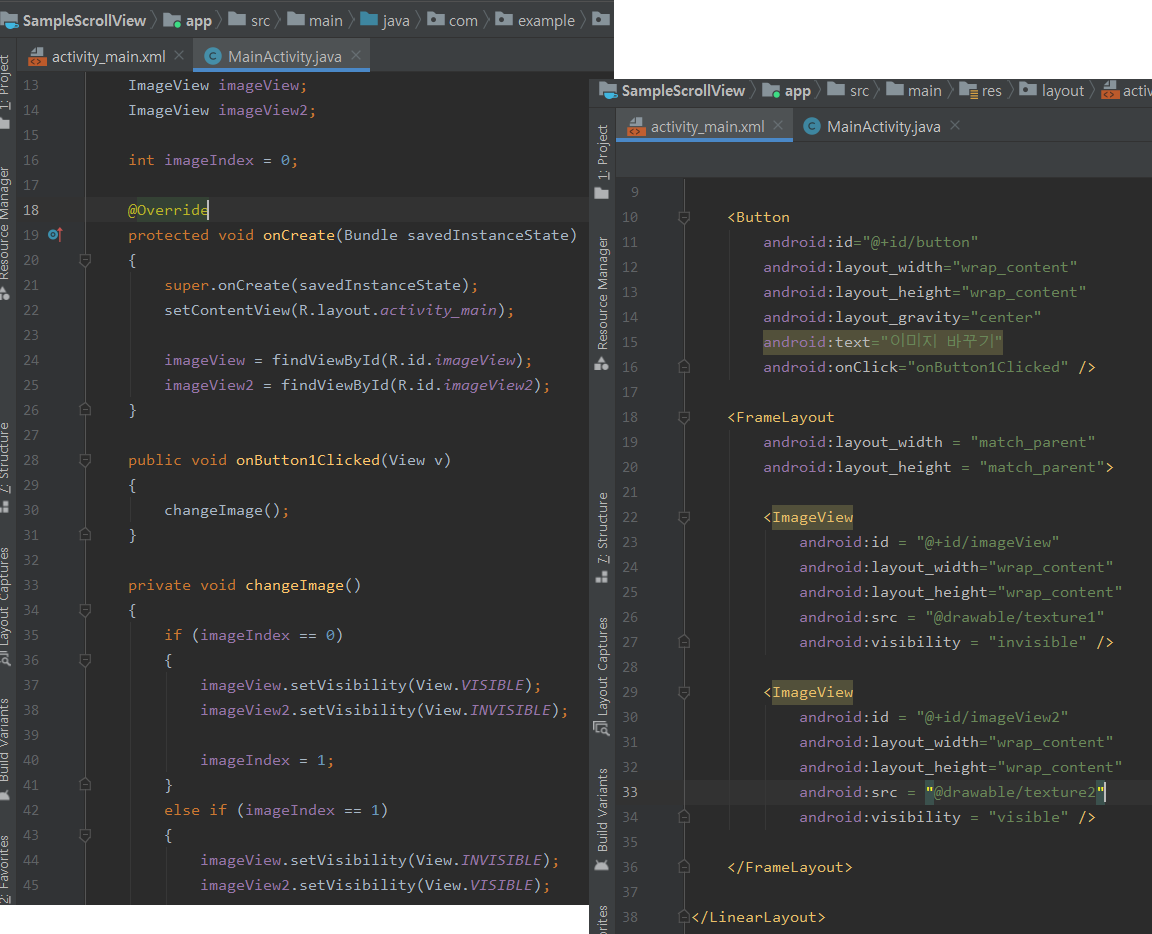 SampleScrollView app src main java com example
activity_main.xml MainActivity.java
1: Project
Resource Manager
7: Structure
Layout Captures
Build Variants
2: Favorites
13 ImageView imageView;
14 ImageView imageView2;
15
16 int imageIndex = 0;
17
18 @Override
19 protected void onCreate(Bundle savedInstanceState)
20 {
21 super.onCreate(savedInstanceState);
22 setContentView(R.layout.activity_main);
23
24 imageView = findViewById(R.id.imageView);
25 imageView2 = findViewById(R.id.imageView2);
26 }
27
28 public void onButton1Clicked(View v)
29 {
30 changeImage();
31 }
32
33 private void changeImage()
34 {
35 if (imageIndex == 0)
36 {
37 imageView.setVisibility(View.VISIBLE);
38 imageView2.setVisibility(View.INVISIBLE);
39
40 imageIndex = 1;
41 }
42 else if (imageIndex == 1)
43 {
44 imageView.setVisibility(View.INVISIBLE);
45 imageView2.setVisibility(View.VISIBLE);
SampleScrollView app src main res layout activ
activity_main.xml MainActivity.java
1: Project
Resource Manager
7: Structure
Layout Captures
Build Variants
rites
9
10 <Button
11 android:id="@+id/button"
12 android:layout_width="wrap_content"
13 android:layout_height="wrap_content"
14 android:layout_gravity="center"
15 android:text="이미지 바꾸기"
16 android:onClick="onButton1Clicked" />
17
18 <FrameLayout
19 android:layout_width = "match_parent"
20 android:layout_height = "match_parent">
21
22 <ImageView
23 android:id = "@+id/imageView"
24 android:layout_width="wrap_content"
25 android:layout_height="wrap_content"
26 android:src = "@drawable/texture1"
27 android:visibility = "invisible" />
28
29 <ImageView
30 android:id = "@+id/imageView2"
31 android:layout_width="wrap_content"
32 android:layout_height="wrap_content"
33 android:src = "@drawable/texture2"
34 android:visibility = "visible" />
35
36 </FrameLayout>
37
38 </LinearLayout>